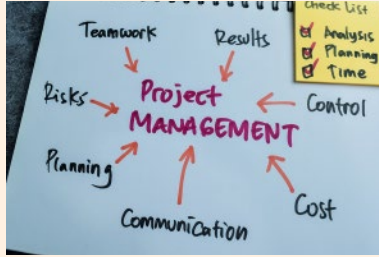 Check List
Analysis
Planning
Time
Teamwork
Results
Risks
Project
MANAGEMENT
Control
Planning
Communication
Cost